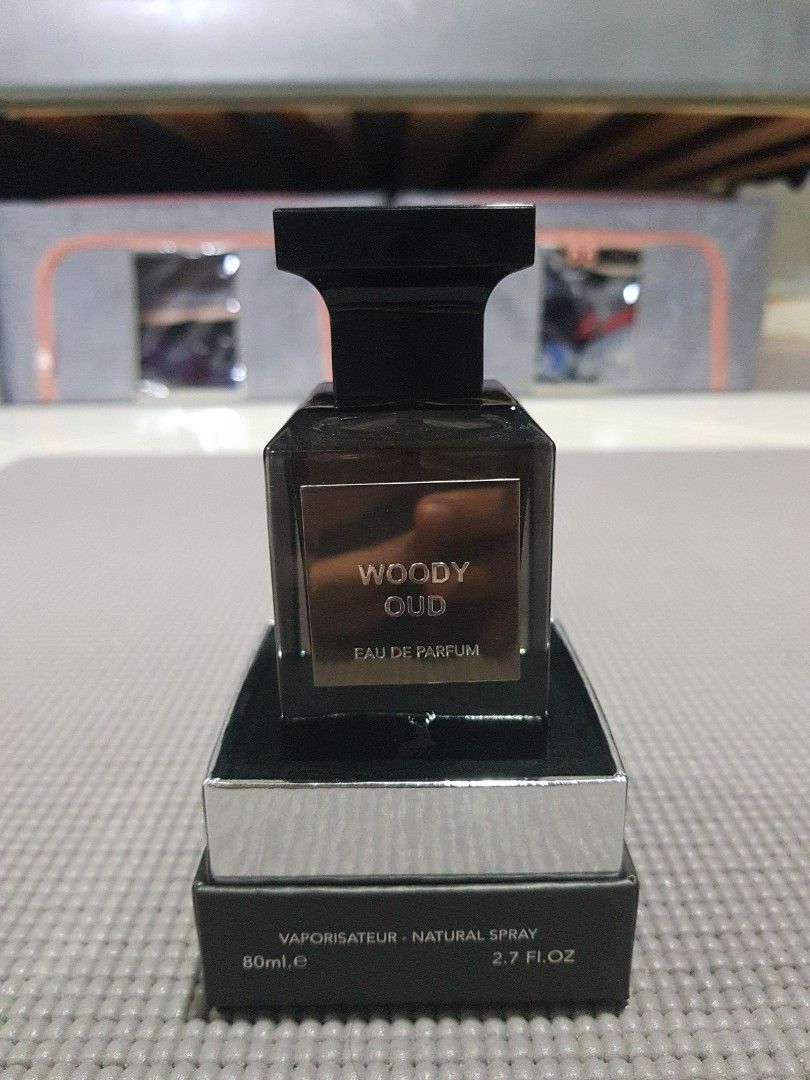 WOODY
OUD
EAU DE PARFUM
VAPORISATEUR - NATURAL SPRAY
80ml.e 2.7 Fl.OZ